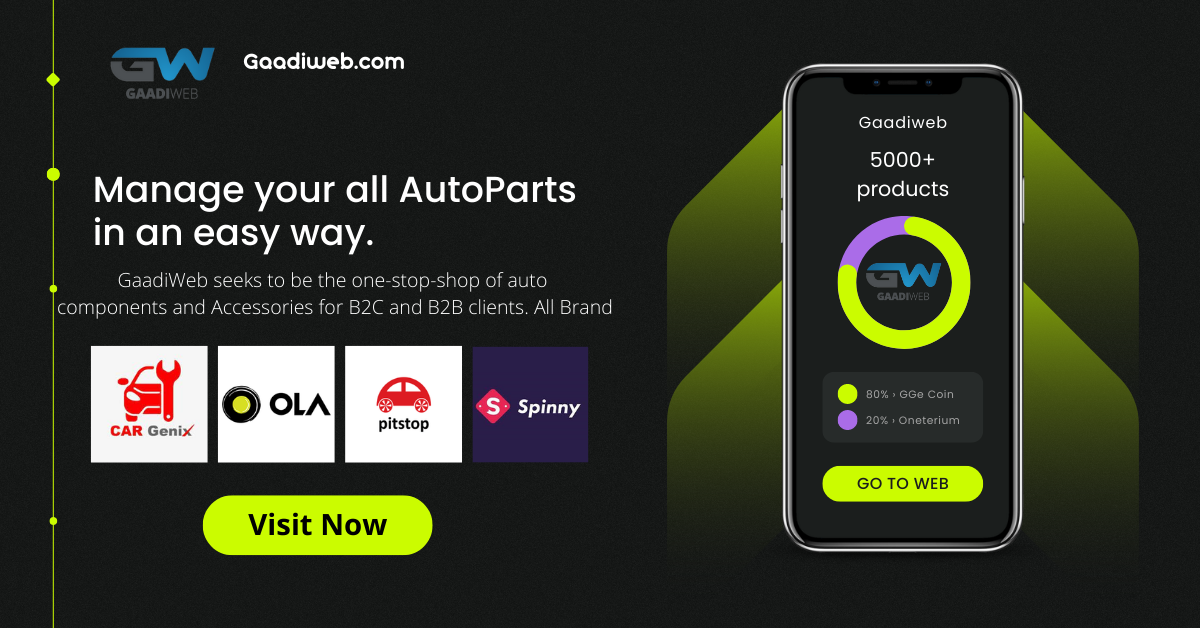 GW
GAADIWEB
Gaadiweb.com
Manage your all AutoParts
in an easy way.
GaadiWeb seeks to be the one-stop-shop of auto
components and Accessories for B2C and B2B clients. All Brand
CAR Genix
OLA
pitstop
S Spinny
Visit Now
Gaadiweb
5000+
products
GW
GAADIWEB
80% › GGe Coin
20% › Oneterium
GO TO WEB